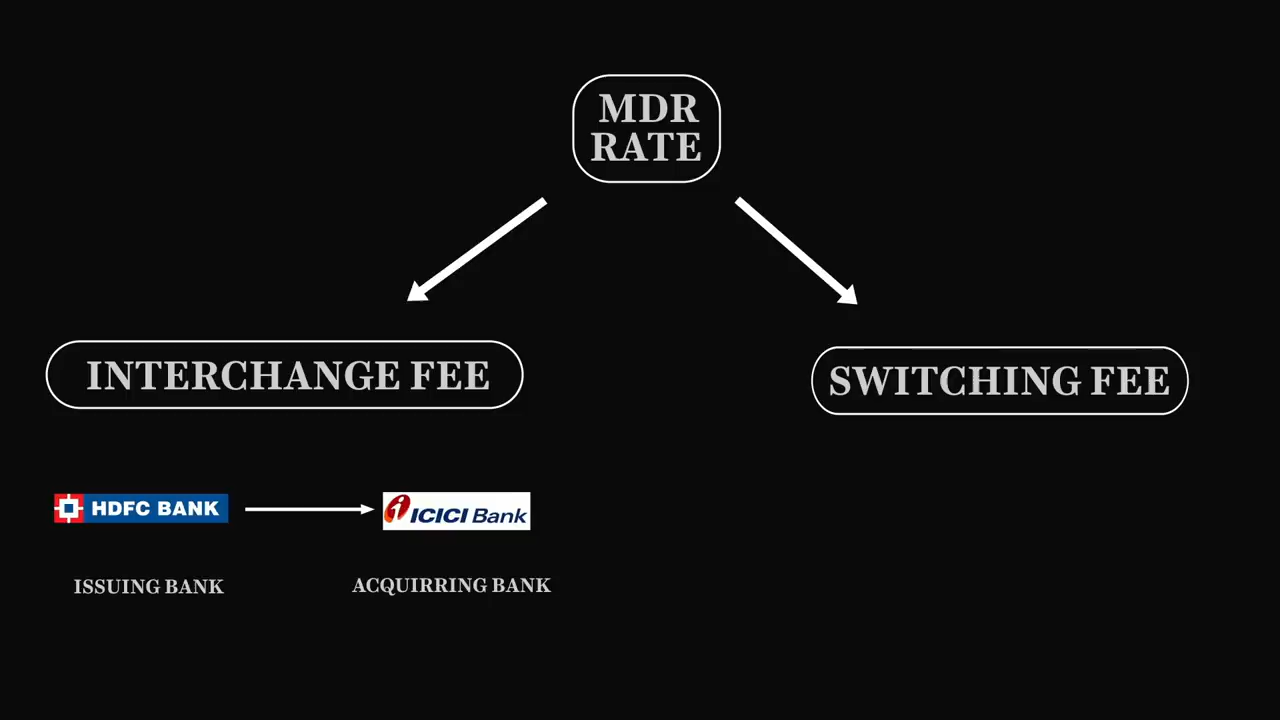 MDR
RATE
INTERCHANGE FEE
SWITCHING FEE
HDFC BANK
ICICI Bank
ISSUING BANK
ACQUIRRING BANK